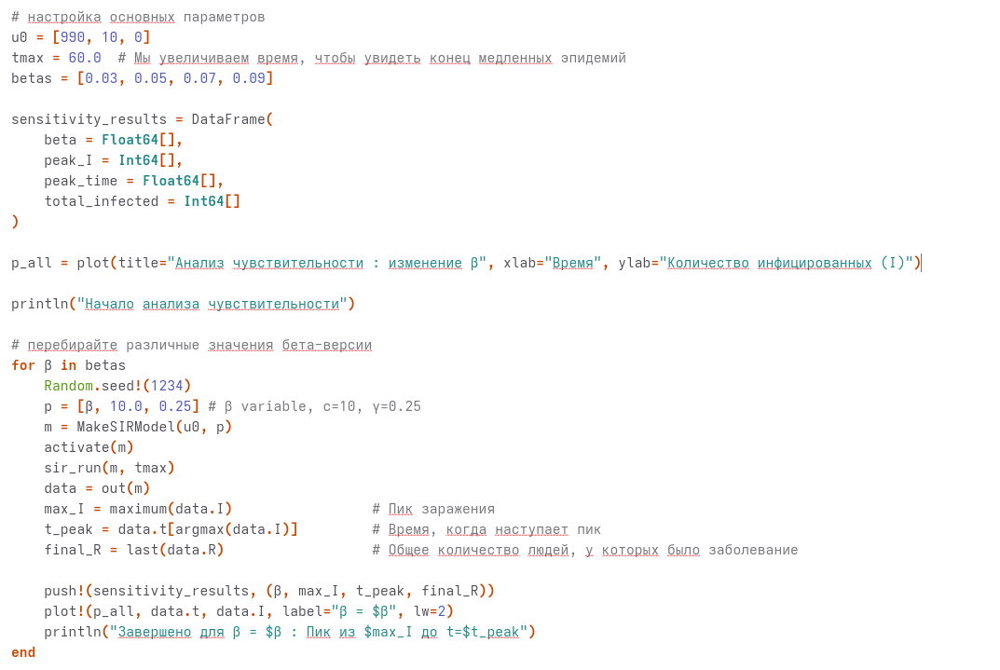 # настройка основных параметров
u0 = [990, 10, 0]
tmax = 60.0  # Мы увеличиваем время, чтобы увидеть конец медленных эпидемий
betas = [0.03, 0.05, 0.07, 0.09]

sensitivity_results = DataFrame(
    beta = Float64[],
    peak_I = Int64[],
    peak_time = Float64[],
    total_infected = Int64[]
)

p_all = plot(title="Анализ чувствительности : изменение β", xlab="Время", ylab="Количество инфицированных (I)")

println("Начало анализа чувствительности")

# перебирайте различные значения бета-версии
for β in betas
    Random.seed!(1234)
    p = [β, 10.0, 0.25] # β variable, c=10, γ=0.25
    m = MakeSIRModel(u0, p)
    activate(m)
    sir_run(m, tmax)
    data = out(m)
    max_I = maximum(data.I)                 # Пик заражения
    t_peak = data.t[argmax(data.I)]         # Время, когда наступает пик
    final_R = last(data.R)                  # Общее количество людей, у которых было заболевание

    push!(sensitivity_results, (β, max_I, t_peak, final_R))
    plot!(p_all, data.t, data.I, label="β = $β", lw=2)
    println("Завершено для β = $β : Пик из $max_I до t=$t_peak")
end